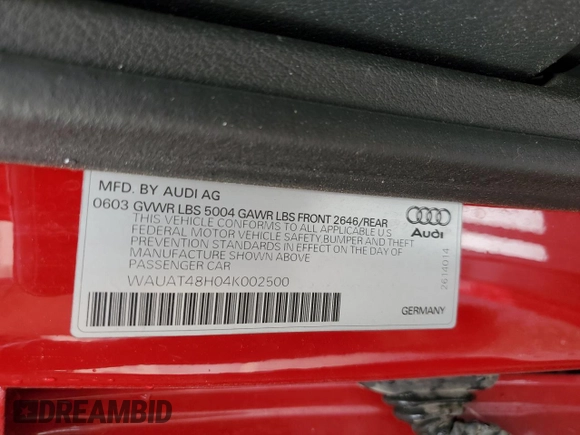 MFD. BY AUDI AG
0603 GVWR LBS 5004 GAWR LBS FRONT 2646/REAR
THIS VEHICLE CONFORMS TO ALL APPLICABLE U.S
FEDERAL MOTOR VEHICLE SAFETY BUMPER AND THEFT
PREVENTION STANDARDS IN EFFECT ON THE DAY OF
MANUFACTURE SHOWN ABOVE
PASSENGER CAR
WAUAT48H04K002500
Audi
2614014
GERMANY
DREAMBID